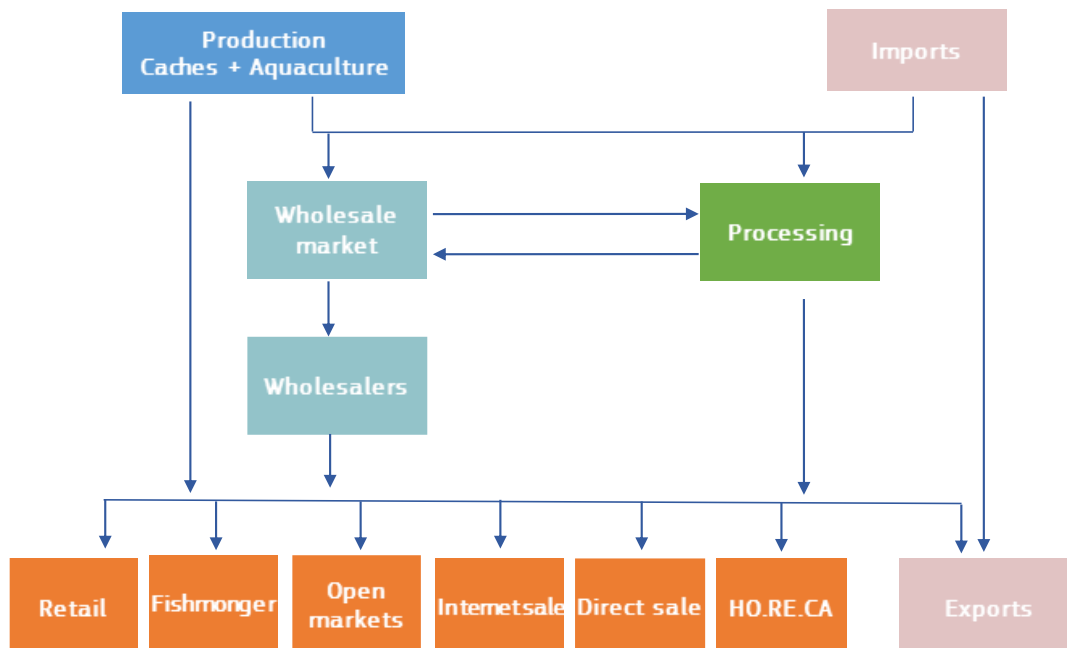 Production
Caches + Aquaculture
Imports
Wholesale
market
Processing
Wholesalers
Retail
Fishmonger
Open
markets
Internetsale
Direct sale
HO.RE.CA
Exports